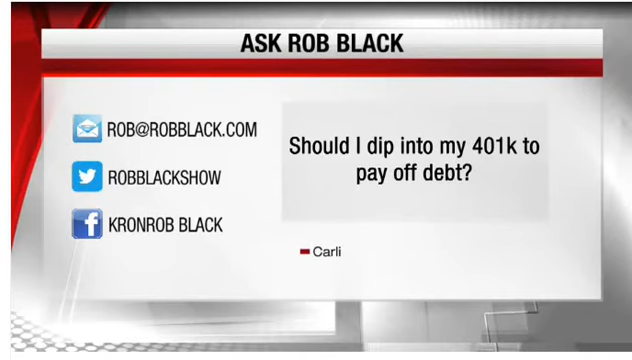 ASK ROB BLACK
ROB@ROBBLACK.COM
ROBBLACKSHOW
KRONROB BLACK
Should I dip into my 401k to
pay off debt?
Carli